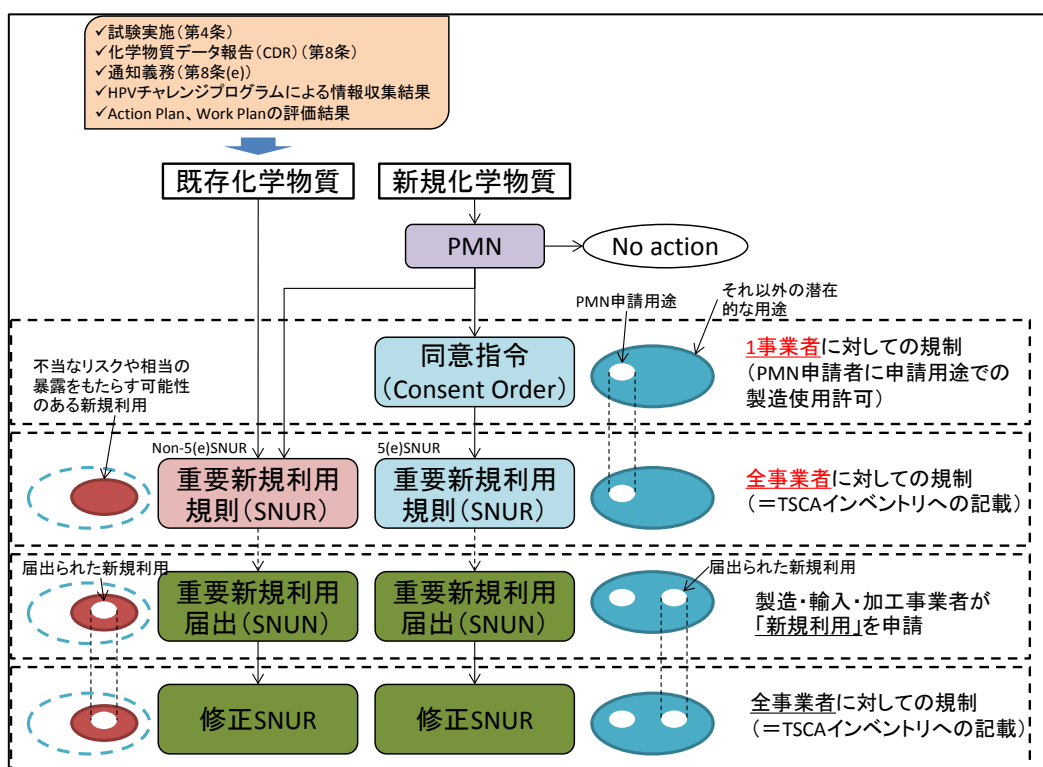 ✓試験実施(第4条)
✓化学物質データ報告(CDR)(第8条)
✓通知義務(第8条(e))
✓HPVチャレンジプログラムによる情報収集結果
✓Action Plan、Work Planの評価結果
既存化学物質
新規化学物質
PMN
No action
PMN申請用途
それ以外の潜在
的な用途
不当なリスクや相当の
暴露をもたらす可能性
のある新規利用
同意指令
(Consent Order)
1事業者に対しての規制
(PMN申請者に申請用途での
製造使用許可)
Non-5(e)SNUR
重要新規利用
規則(SNUR)
5(e)SNUR
重要新規利用
規則(SNUR)
全事業者に対しての規制
(=TSCAインベントリへの記載)
届出られた新規利用
重要新規利用
届出(SNUN)
重要新規利用
届出(SNUN)
届出られた新規利用
製造・輸入・加工事業者が
「新規利用」を申請
修正SNUR
修正SNUR
全事業者に対しての規制
(=TSCAインベントリへの記載)